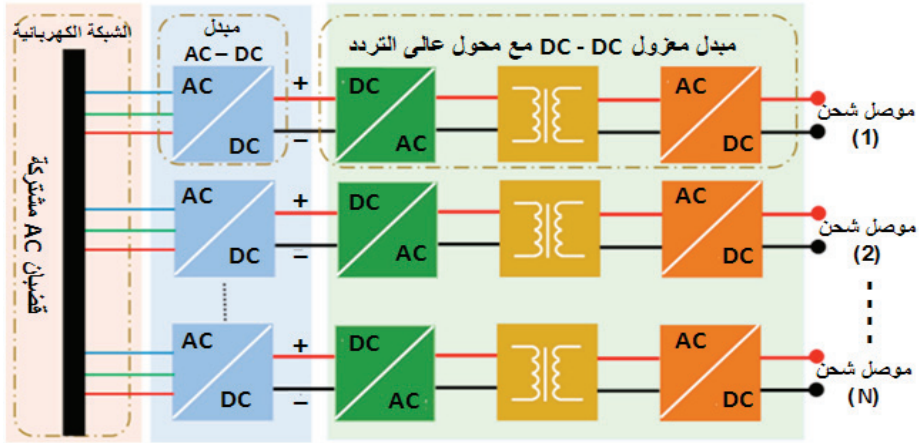 الشبكة الكهربائية
قضبان AC مشتركة
مبدل
AC – DC
مبدل معزول DC - DC مع محول عالى التردد
AC
DC
+
−
DC
AC
AC
DC
موصل شحن
(1)
AC
DC
+
−
DC
AC
AC
DC
موصل شحن
(2)
AC
DC
+
−
DC
AC
AC
DC
موصل شحن
(N)